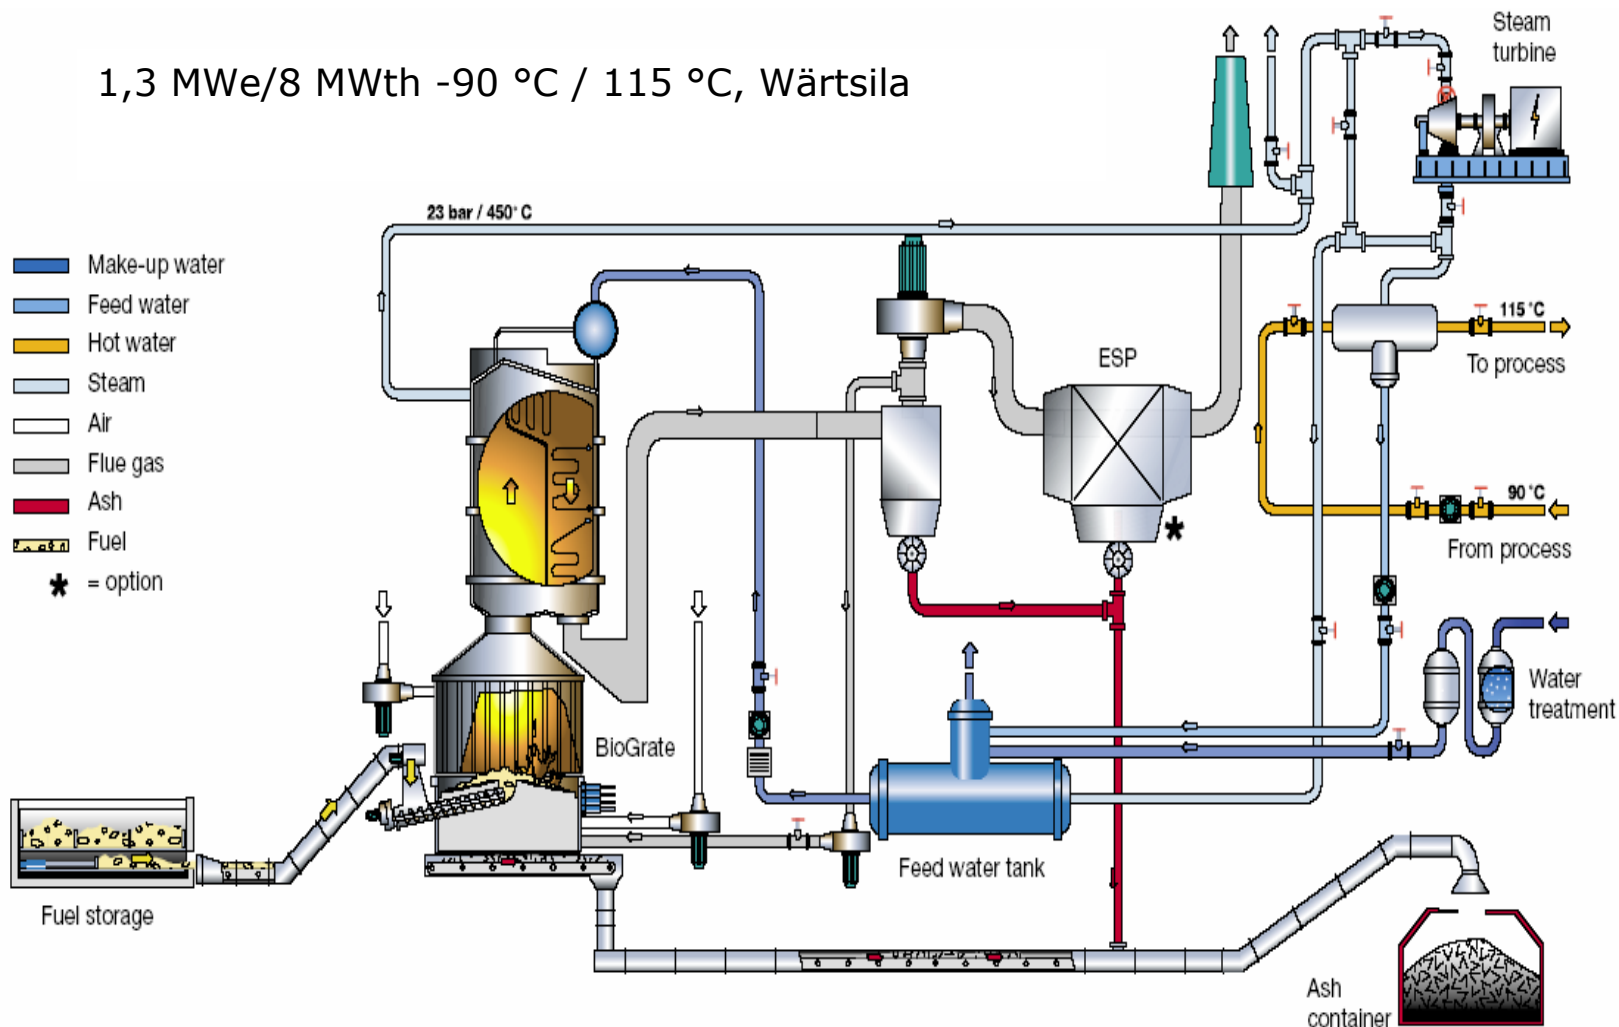 1,3 MWe/8 MWth -90 °C / 115 °C, Wärtsila
Steam
turbine
23 bar / 450° C
Make-up water
Feed water
Hot water
Steam
Air
Flue gas
Ash
Fuel
* = option
ESP
*
115 °C
To process
90 °C
From process
Water
treatment
BioGrate
Feed water tank
Fuel storage
Ash
container